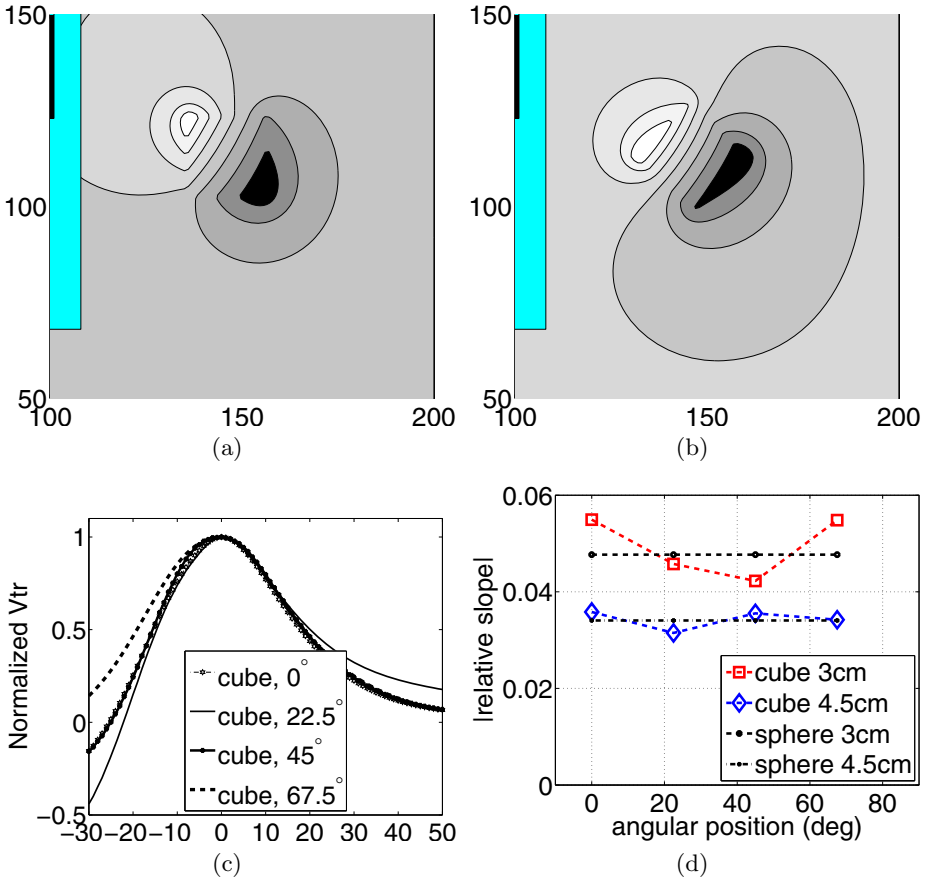 150
100
50
100
150
200
(a)
150
100
50
100
150
200
(b)
Normalized Vtr
1
0.5
0
−0.5
−30
−20
−10
0
10
20
30
40
50
cube, 0°
cube, 22.5°
cube, 45°
cube, 67.5°
(c)
|relative slope|
0.06
0.04
0.02
0
0
20
40
60
80
angular position (deg)
cube 3cm
cube 4.5cm
sphere 3cm
sphere 4.5cm
(d)